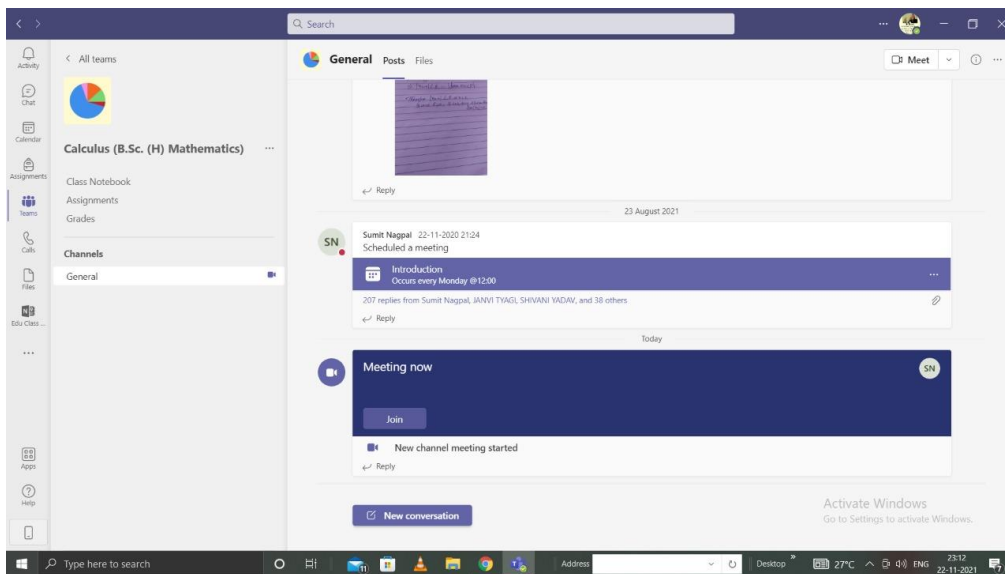 Search
Activity
Chat
Calendar
Assignments
Teams
Calls
Files
Edu Class ...
Apps
Help
All teams
Calculus (B.Sc. (H) Mathematics)
Class Notebook
Assignments
Grades
Channels
General
General Posts Files
Meet
Reply
23 August 2021
SN
Sumit Nagpal 22-11-2020 21:24
Scheduled a meeting
Introduction
Occurs every Monday @12:00
207 replies from Sumit Nagpal, JANVI TYAGI, SHIVANI YADAV, and 38 others
Reply
Today
Meeting now
SN
Join
New channel meeting started
Reply
New conversation
Activate Windows
Go to Settings to activate Windows.
Type here to search
Address
Desktop
27°C
ENG
23:12
22-11-2021